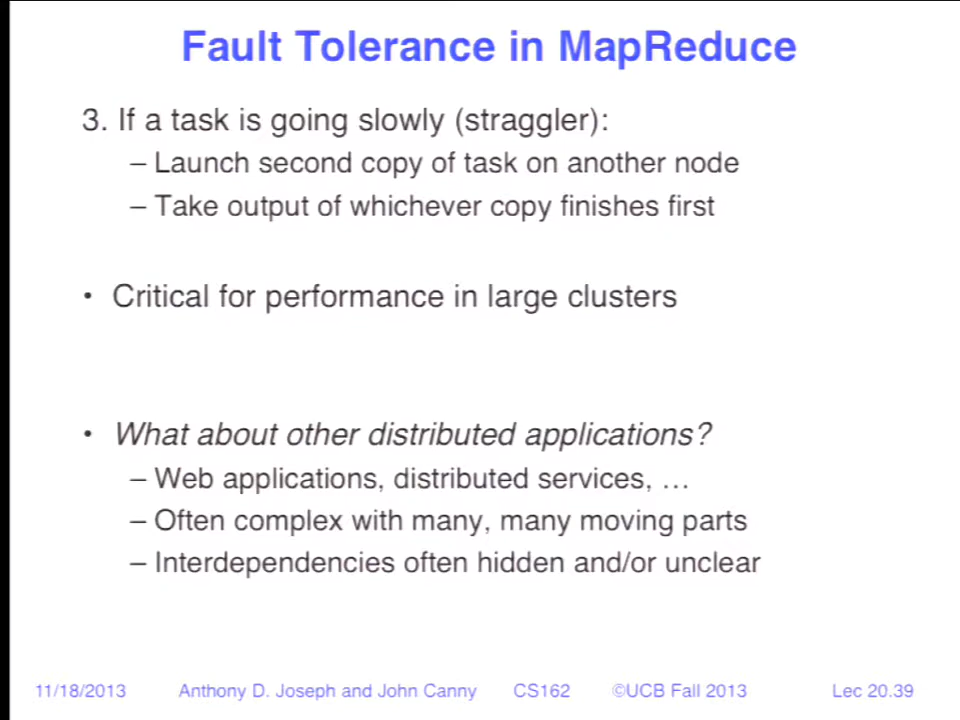 Fault Tolerance in MapReduce
3. If a task is going slowly (straggler):
– Launch second copy of task on another node
– Take output of whichever copy finishes first
• Critical for performance in large clusters
• What about other distributed applications?
– Web applications, distributed services, …
– Often complex with many, many moving parts
– Interdependencies often hidden and/or unclear
11/18/2013 Anthony D. Joseph and John Canny CS162 ©UCB Fall 2013 Lec 20.39